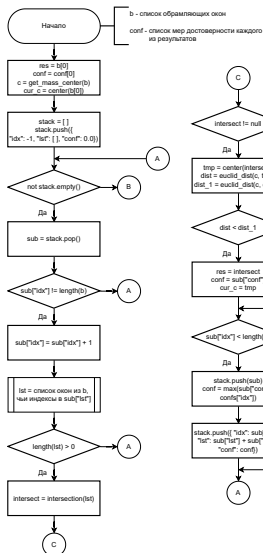 Начало
b - список обрамляющих окон
conf - список мер достоверности каждого
из результатов
res = b[0]
conf = conf[0]
c = get_mass_center(b)
cur_c = center(b[0])
stack = [ ]
stack.push({
"idx": -1, "lst": [ ], "conf": 0.0})
A
not stack.empty()
B
Да
sub = stack.pop()
sub["idx"] != length(b)
A
Да
sub["idx"] = sub["idx"] + 1
lst = список окон из b,
чьи индексы в sub["lst"]
length(lst) > 0
A
Да
intersect = intersection(lst)
C
C
intersect != null
Да
tmp = center(interse
dist = euclid_dist(c, t
dist_1 = euclid_dist(c,
dist < dist_1
Да
res = intersect
conf = sub["conf"
cur_c = tmp
sub["idx"] < length(
Да
stack.push(sub)
conf = max(sub["con
confs["idx"])
stack.push({ "idx": sub[
"lst": sub["lst"] + sub["
"conf": conf})
A